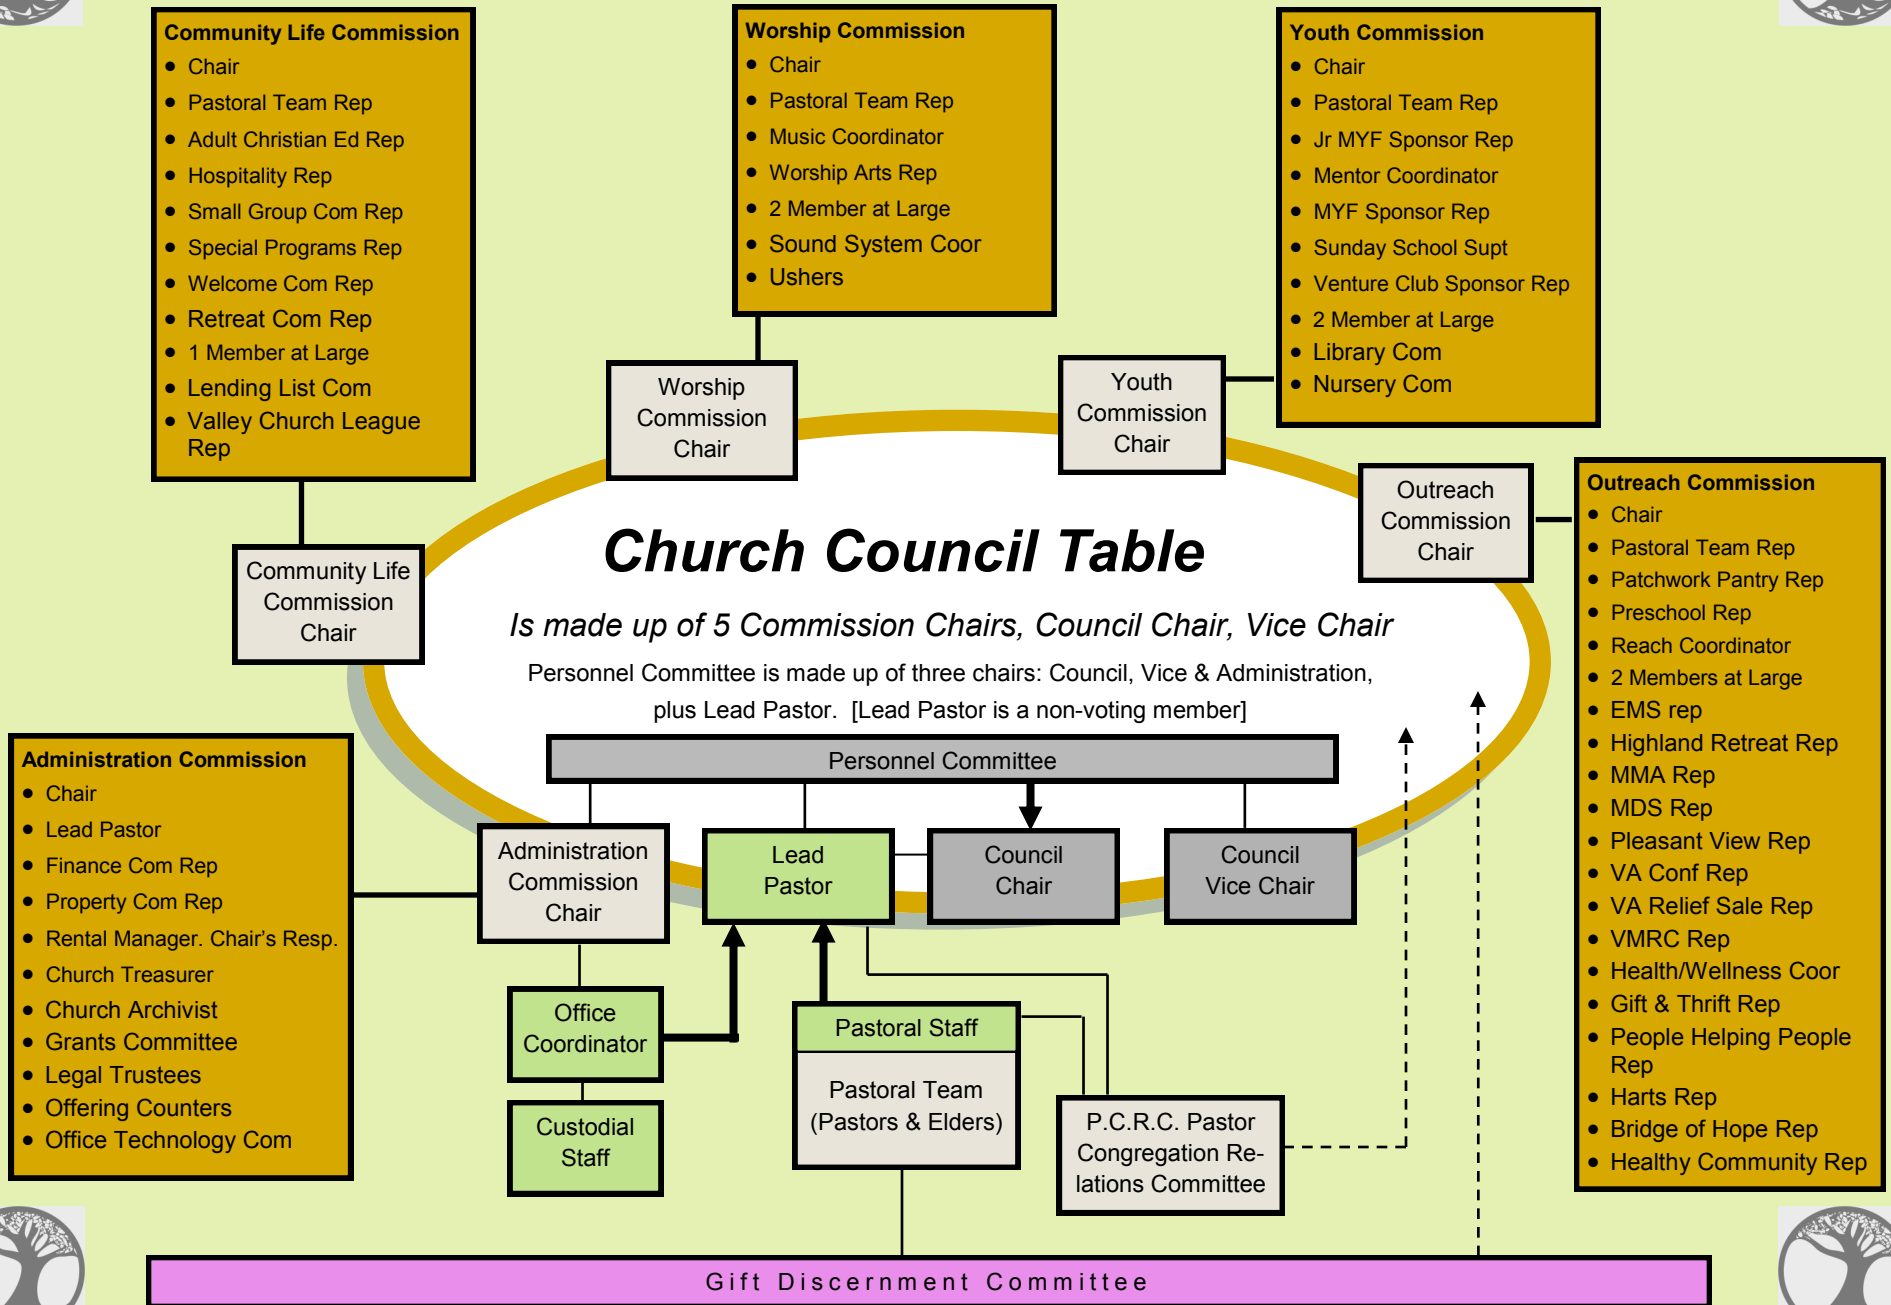 Community Life Commission
• Chair
• Pastoral Team Rep
• Adult Christian Ed Rep
• Hospitality Rep
• Small Group Com Rep
• Special Programs Rep
• Welcome Com Rep
• Retreat Com Rep
• 1 Member at Large
• Lending List Com
• Valley Church League
Rep
Worship Commission
• Chair
• Pastoral Team Rep
• Music Coordinator
• Worship Arts Rep
• 2 Member at Large
• Sound System Coor
• Ushers
Youth Commission
• Chair
• Pastoral Team Rep
• Jr MYF Sponsor Rep
• Mentor Coordinator
• MYF Sponsor Rep
• Sunday School Supt
• Venture Club Sponsor Rep
• 2 Member at Large
• Library Com
• Nursery Com
Worship
Commission
Chair
Youth
Commission
Chair
Outreach
Commission
Chair
Community Life
Commission
Chair
Outreach Commission
• Chair
• Pastoral Team Rep
• Patchwork Pantry Rep
• Preschool Rep
• Reach Coordinator
• 2 Members at Large
• EMS rep
• Highland Retreat Rep
• MMA Rep
• MDS Rep
• Pleasant View Rep
• VA Conf Rep
• VA Relief Sale Rep
• VMRC Rep
• Health/Wellness Coor
• Gift & Thrift Rep
• People Helping People
Rep
• Harts Rep
• Bridge of Hope Rep
• Healthy Community Rep
Church Council Table
Is made up of 5 Commission Chairs, Council Chair, Vice Chair
Personnel Committee is made up of three chairs: Council, Vice & Administration,
plus Lead Pastor. [Lead Pastor is a non-voting member]
Personnel Committee
Administration Commission
• Chair
• Lead Pastor
• Finance Com Rep
• Property Com Rep
• Rental Manager. Chair's Resp.
• Church Treasurer
• Church Archivist
• Grants Committee
• Legal Trustees
• Offering Counters
• Office Technology Com
Administration
Commission
Chair
Lead
Pastor
Council
Chair
Council
Vice Chair
Office
Coordinator
Custodial
Staff
Pastoral Staff
Pastoral Team
(Pastors & Elders)
P.C.R.C. Pastor
Congregation Re-
lations Committee
Gift Discernment Committee